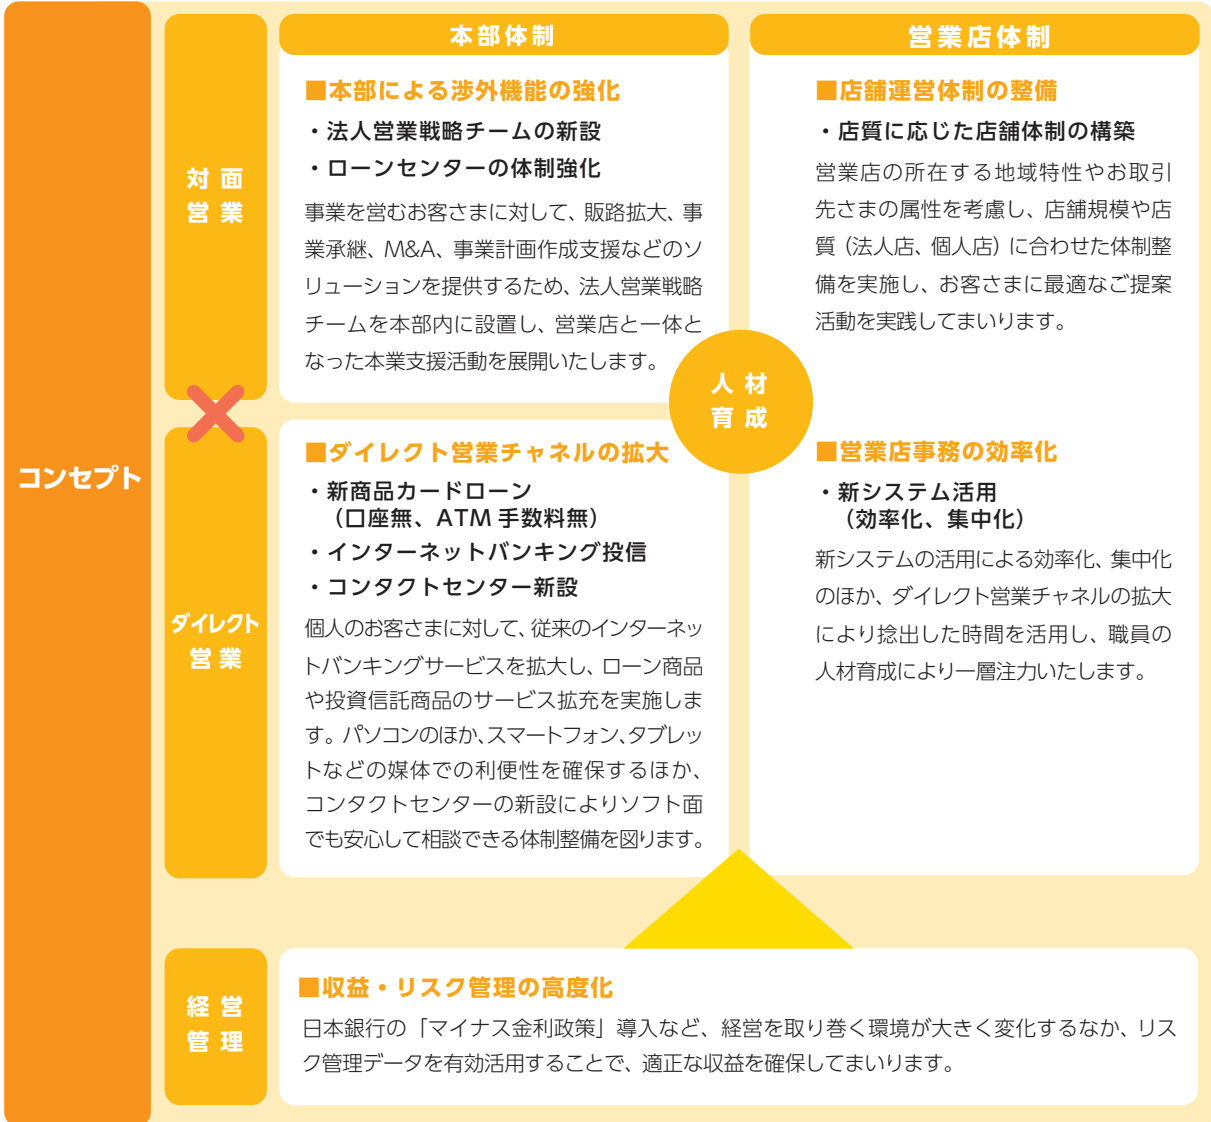 コンセプト
対面
営業
本部体制
■本部による渉外機能の強化
・法人営業戦略チームの新設
・ローンセンターの体制強化
事業を営むお客さまに対して、販路拡大、事
業承継、M&A、事業計画作成支援などのソ
リューションを提供するため、法人営業戦略
チームを本部内に設置し、営業店と一体と
なった本業支援活動を展開いたします。
営業店体制
■店舗運営体制の整備
・店質に応じた店舗体制の構築
営業店の所在する地域特性やお取引
先さまの属性を考慮し、店舗規模や店
質（法人店、個人店）に合わせた体制整
備を実施し、お客さまに最適なご提案
活動を実践してまいります。
人材
育成
ダイレクト
営業
■ダイレクト営業チャネルの拡大
・新商品カードローン
（口座無、ATM手数料無）
・インターネットバンキング投信
・コンタクトセンター新設
個人のお客さまに対して、従来のインターネッ
トバンキングサービスを拡大し、ローン商品
や投資信託商品のサービス拡充を実施しま
す。パソコンのほか、スマートフォン、タブレッ
トなどの媒体での利便性を確保するほか、
コンタクトセンターの新設によりソフト面
でも安心して相談できる体制整備を図ります。
■営業店事務の効率化
・新システム活用
（効率化、集中化）
新システムの活用による効率化、集中化
のほか、ダイレクト営業チャネルの拡大
により捻出した時間を活用し、職員の
人材育成により一層注力いたします。
経営
管理
■収益・リスク管理の高度化
日本銀行の「マイナス金利政策」導入など、経営を取り巻く環境が大きく変化するなか、リス
ク管理データを有効活用することで、適正な収益を確保してまいります。